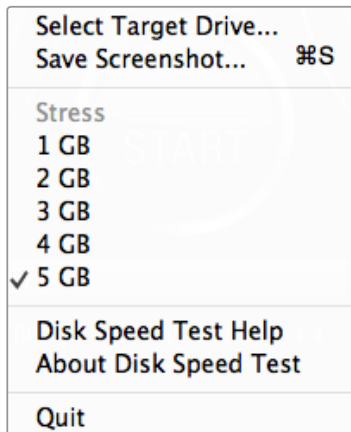 Select Target Drive...
Save Screenshot... ⌘S
Stress
START
1 GB
2 GB
3 GB
4 GB
✓ 5 GB
Disk Speed Test Help
About Disk Speed Test
Quit